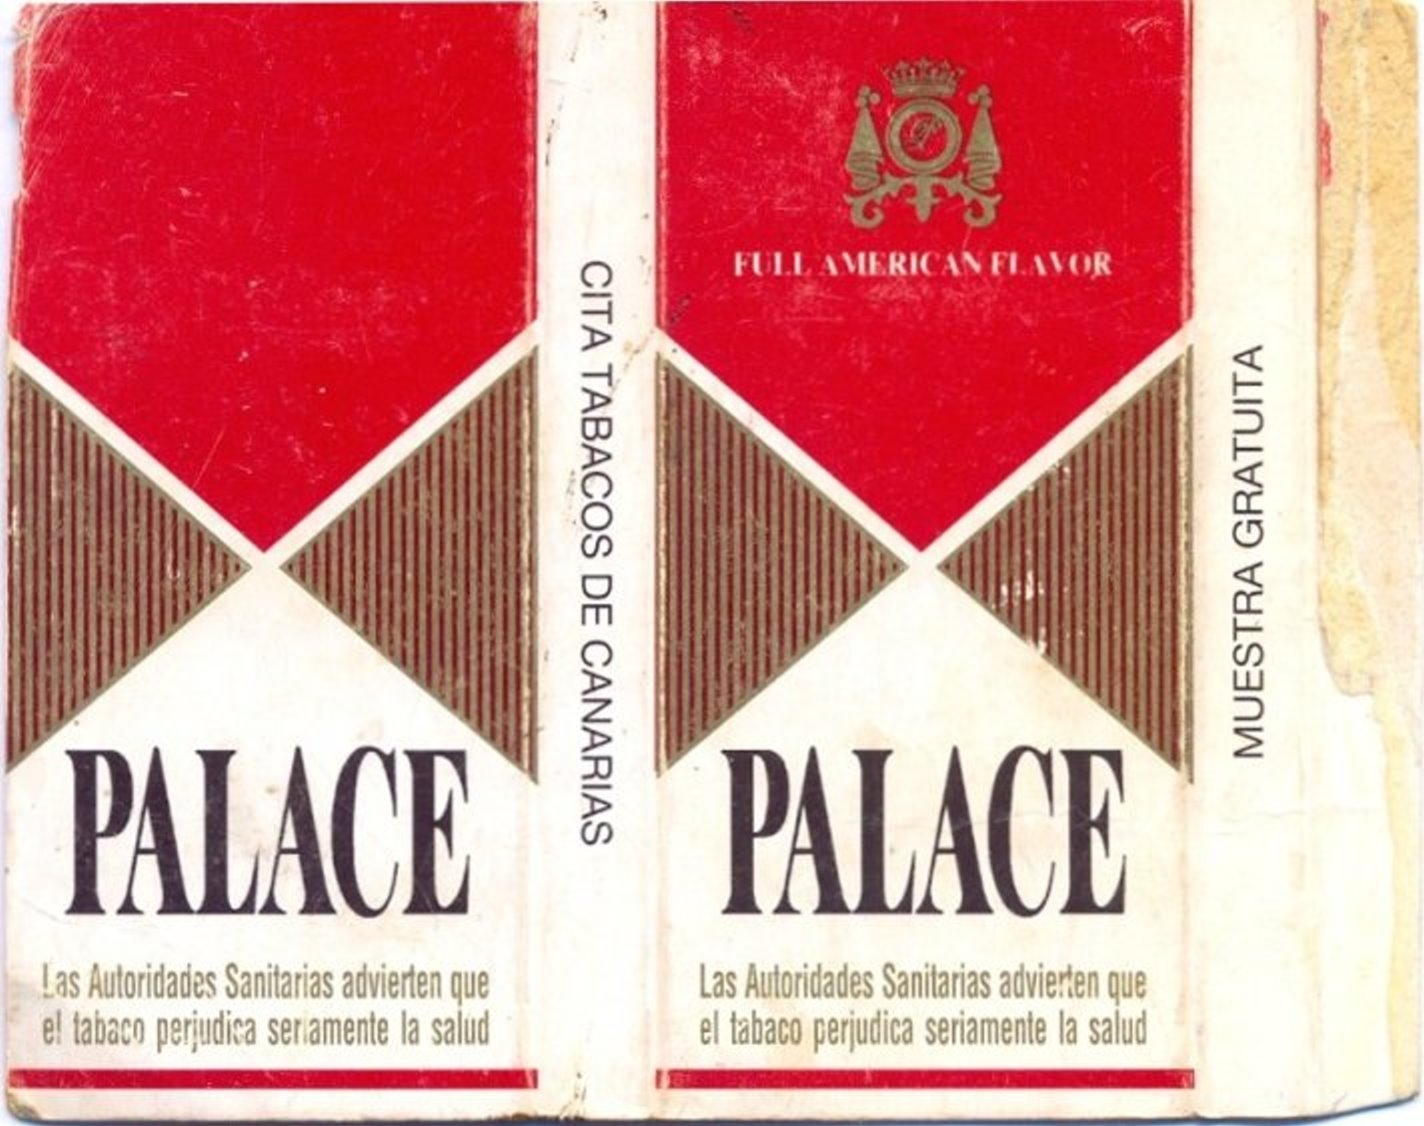 PALACE
Las Autoridades Sanitarias advierten que
el tabaco perjudica seriamente la salud
CITA TABACOS DE CANARIAS
FULL AMERICAN FLAVOR
PALACE
Las Autoridades Sanitarias advierten que
el tabaco perjudica seriamente la salud
MUESTRA GRATUITA